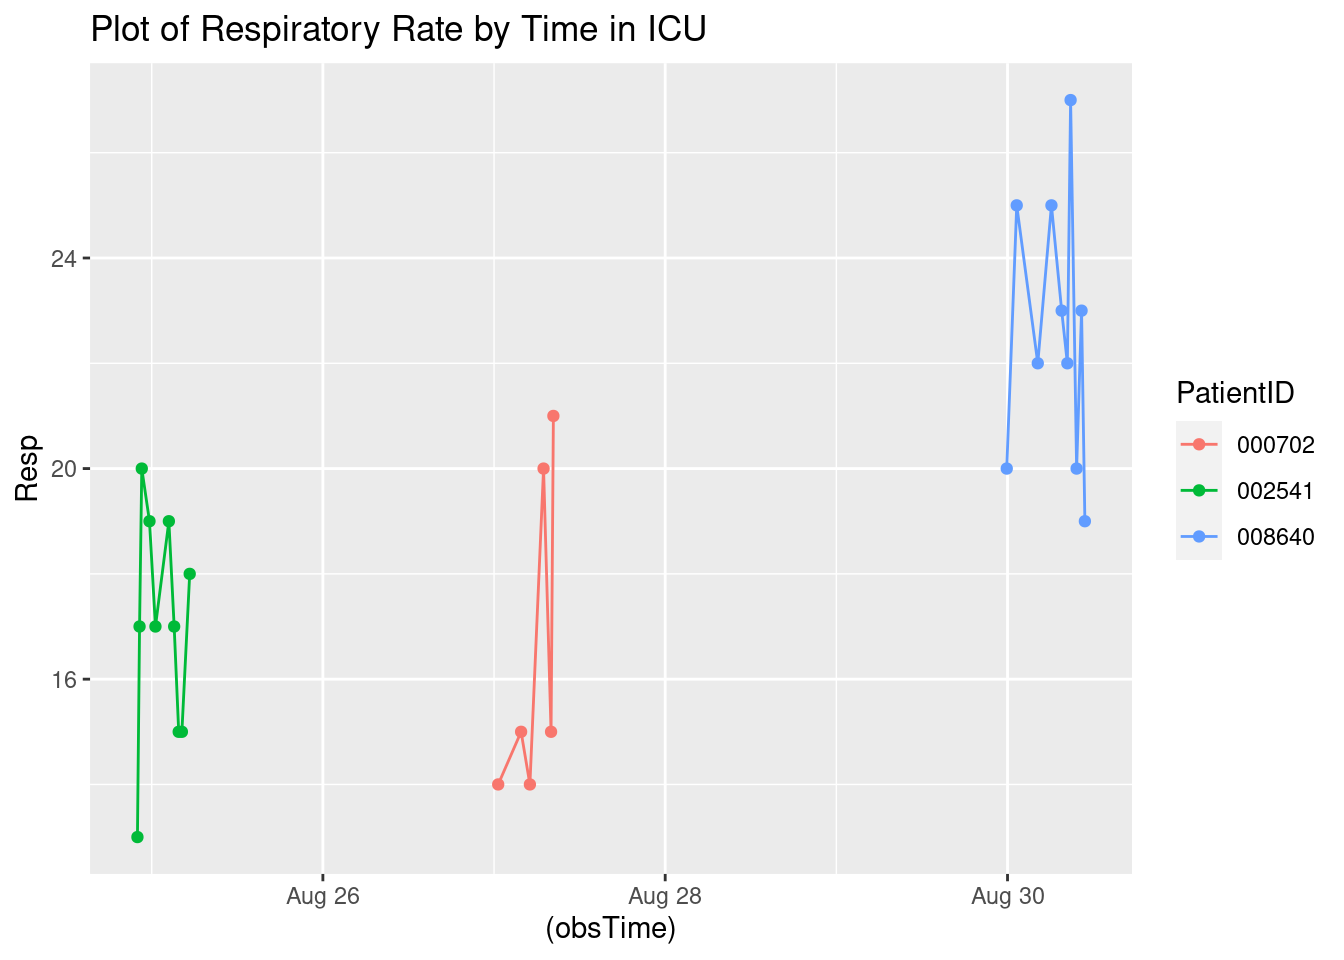 Plot of Respiratory Rate by Time in ICU
24
20
16
Resp
Aug 26
Aug 28
Aug 30
(obsTime)
PatientID
000702
002541
008640